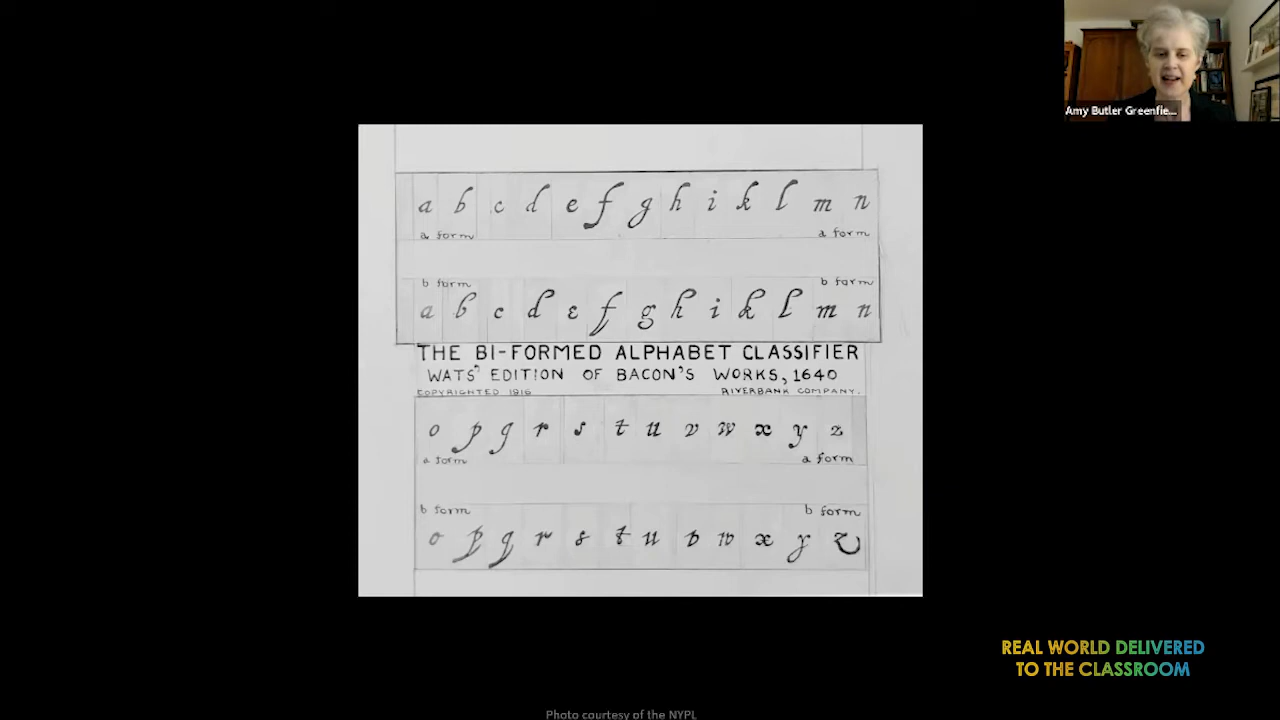 Amy Butler Greenfie...
a b c d e f g h i k l m n
a form a form
b form b form
a b c d e f g h i k l m n
THE BI-FORMED ALPHABET CLASSIFIER
WATS' EDITION OF BACON'S WORKS, 1640
COPYRIGHTED 1916 RIVERBANK COMPANY.
o p q r s t u v w x y z
a form a form
b form b form
o p q r s t u v w x y z
REAL WORLD DELIVERED
TO THE CLASSROOM
Photo courtesy of the NYPL